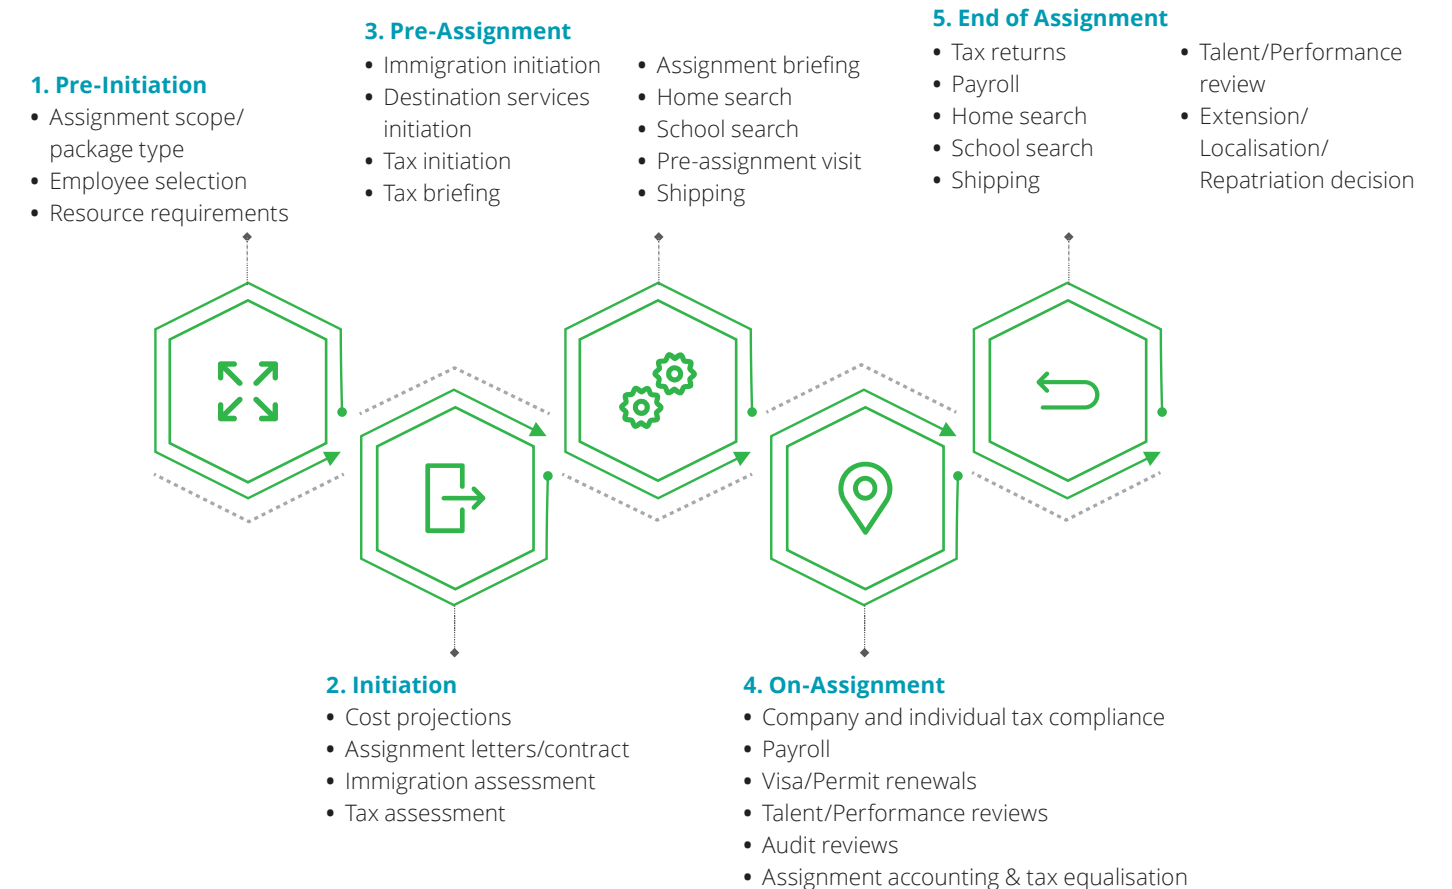 1. Pre-Initiation
• Assignment scope/
package type
• Employee selection
• Resource requirements
2. Initiation
• Cost projections
• Assignment letters/contract
• Immigration assessment
• Tax assessment
3. Pre-Assignment
• Immigration initiation
• Destination services
initiation
• Tax initiation
• Tax briefing
• Assignment briefing
• Home search
• School search
• Pre-assignment visit
• Shipping
4. On-Assignment
• Company and individual tax compliance
• Payroll
• Visa/Permit renewals
• Talent/Performance reviews
• Audit reviews
• Assignment accounting & tax equalisation
5. End of Assignment
• Tax returns
• Payroll
• Home search
• School search
• Shipping
• Talent/Performance
review
• Extension/
Localisation/
Repatriation decision